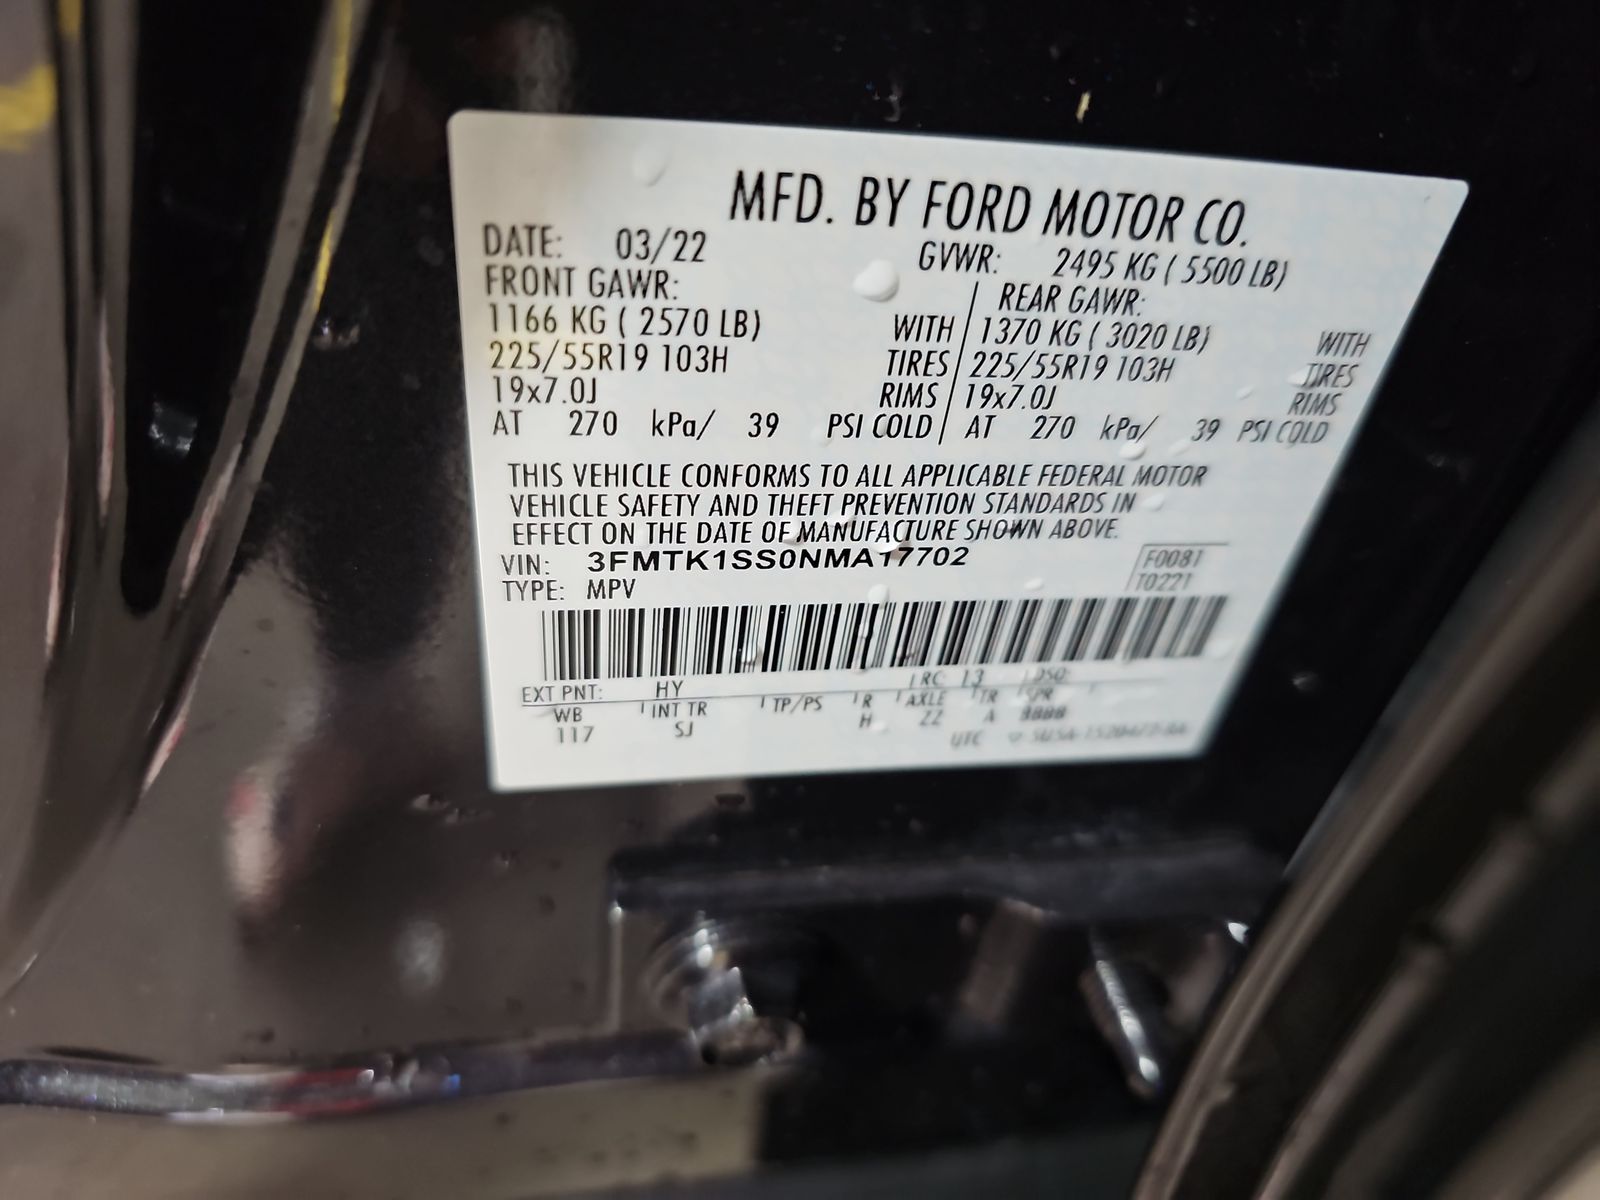 MFD. BY FORD MOTOR CO.
DATE: 03/22 GVWR: 2495 KG ( 5500 LB)
FRONT GAWR: REAR GAWR:
1166 KG ( 2570 LB) WITH 1370 KG ( 3020 LB) WITH
225/55R19 103H TIRES 225/55R19 103H TIRES
19x7.0J RIMS 19x7.0J RIMS
AT 270 kPa/ 39 PSI COLD AT 270 kPa/ 39 PSI COLD
THIS VEHICLE CONFORMS TO ALL APPLICABLE FEDERAL MOTOR
VEHICLE SAFETY AND THEFT PREVENTION STANDARDS IN
EFFECT ON THE DATE OF MANUFACTURE SHOWN ABOVE.
VIN: 3FMTK1SS0NMA17702 F0081
TYPE: MPV T0221
EXT PNT: HY RC: 13 DSO:
WB INT TR TP/PS R AXLE TR SPR
117 SJ H ZZ A
UTC